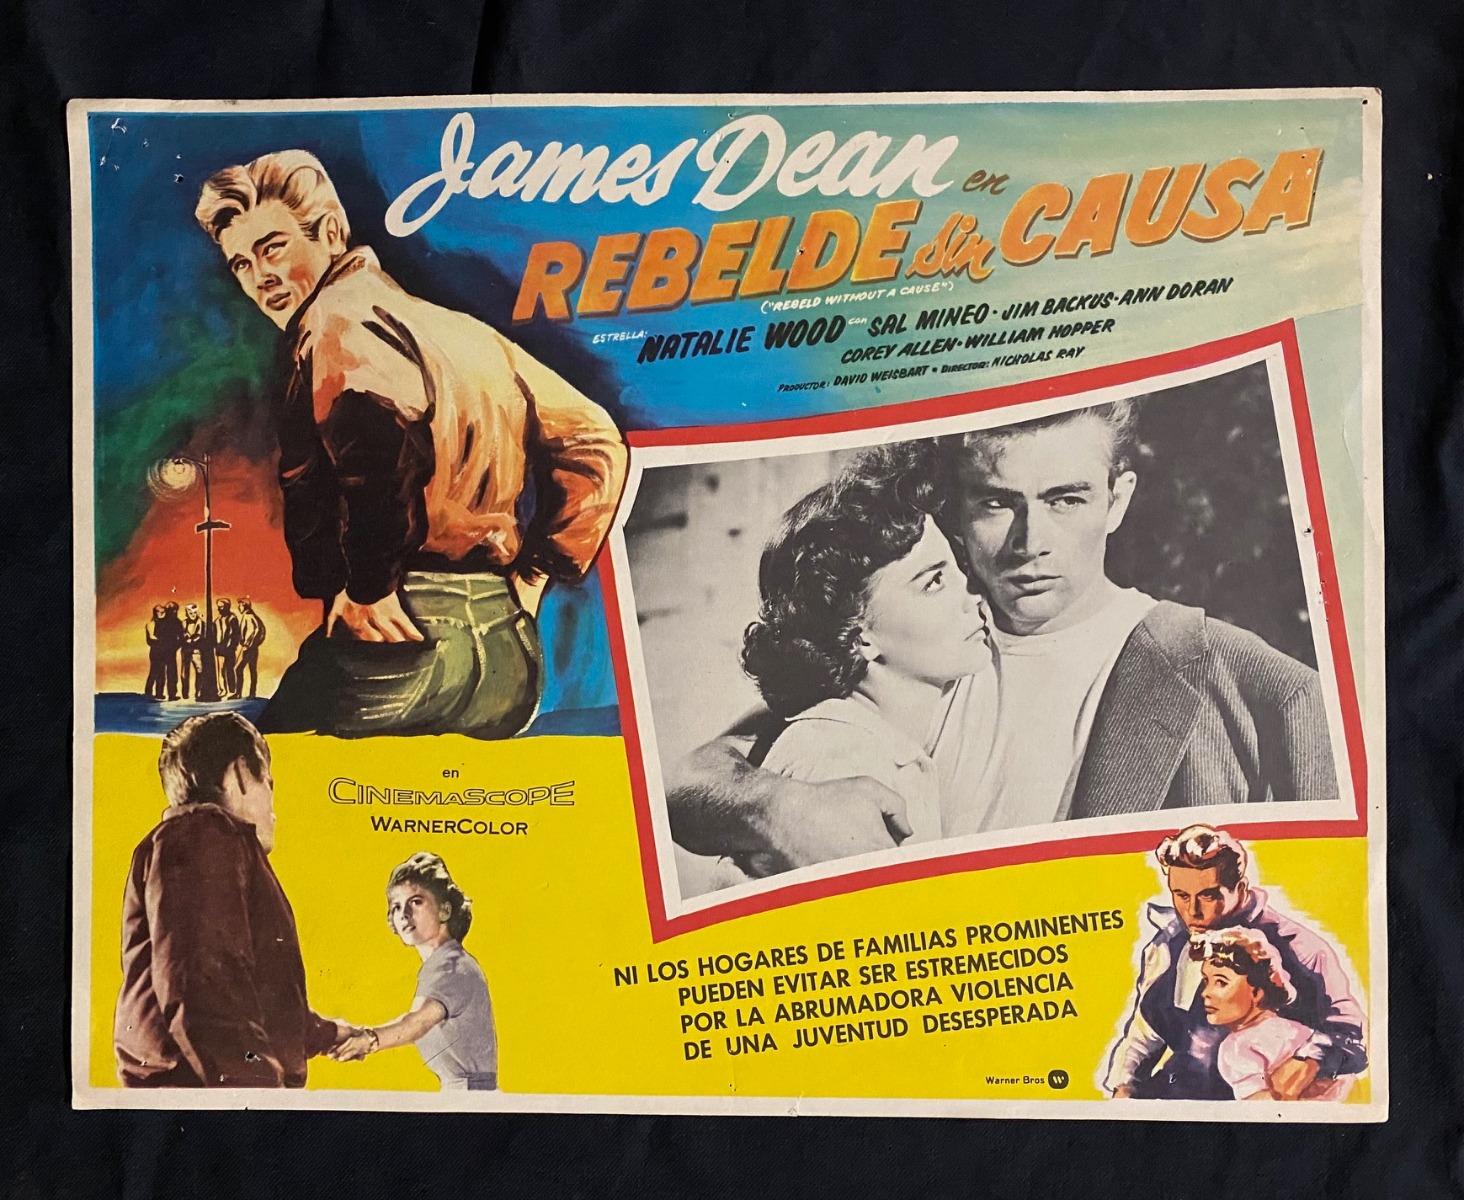 James Dean en
REBELDE sin CAUSA
("REBELD WITHOUT A CAUSE")
ESTRELLA: NATALIE WOOD con SAL MINEO · JIM BACKUS · ANN DORAN
COREY ALLEN · WILLIAM HOPPER
PRODUCTOR: DAVID WEISBART • DIRECTOR: NICHOLAS RAY
en
CINEMASCOPE
WARNERCOLOR
NI LOS HOGARES DE FAMILIAS PROMINENTES
PUEDEN EVITAR SER ESTREMECIDOS
POR LA ABRUMADORA VIOLENCIA
DE UNA JUVENTUD DESESPERADA
Warner Bros W